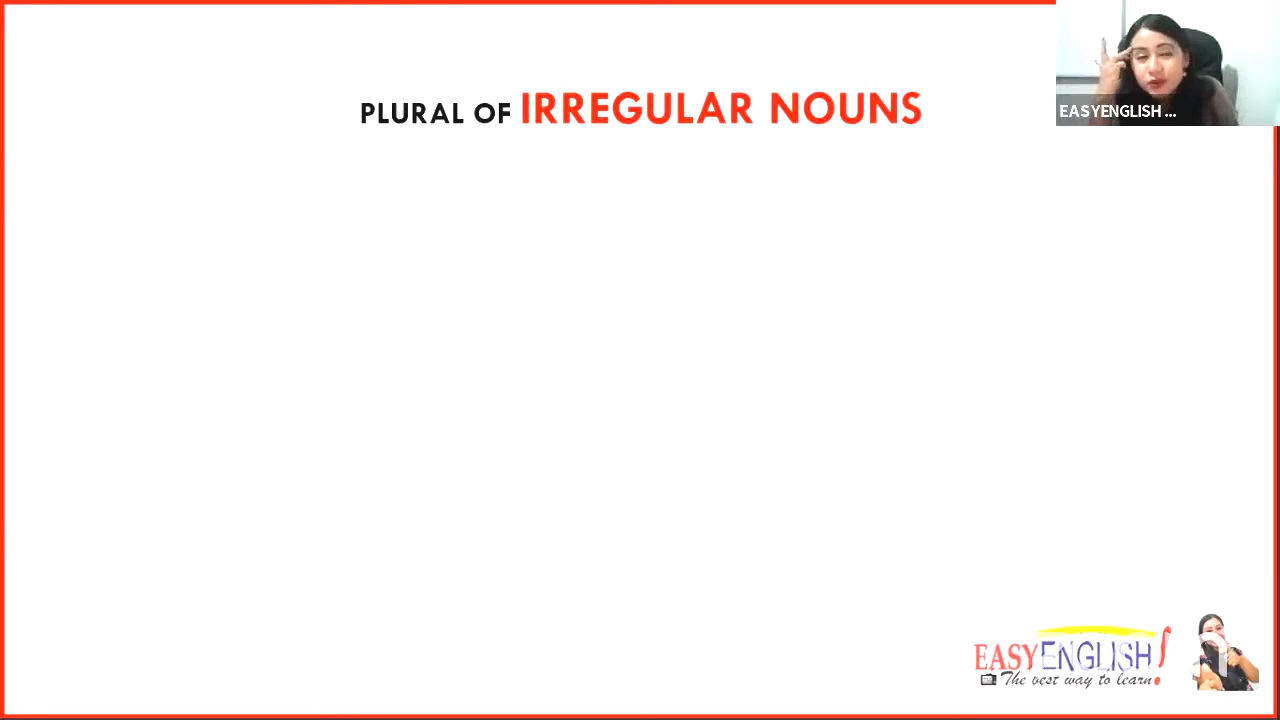 PLURAL OF IRREGULAR NOUNS
EASYENGLISH ...
EASYENGLISH!
The best way to learn!